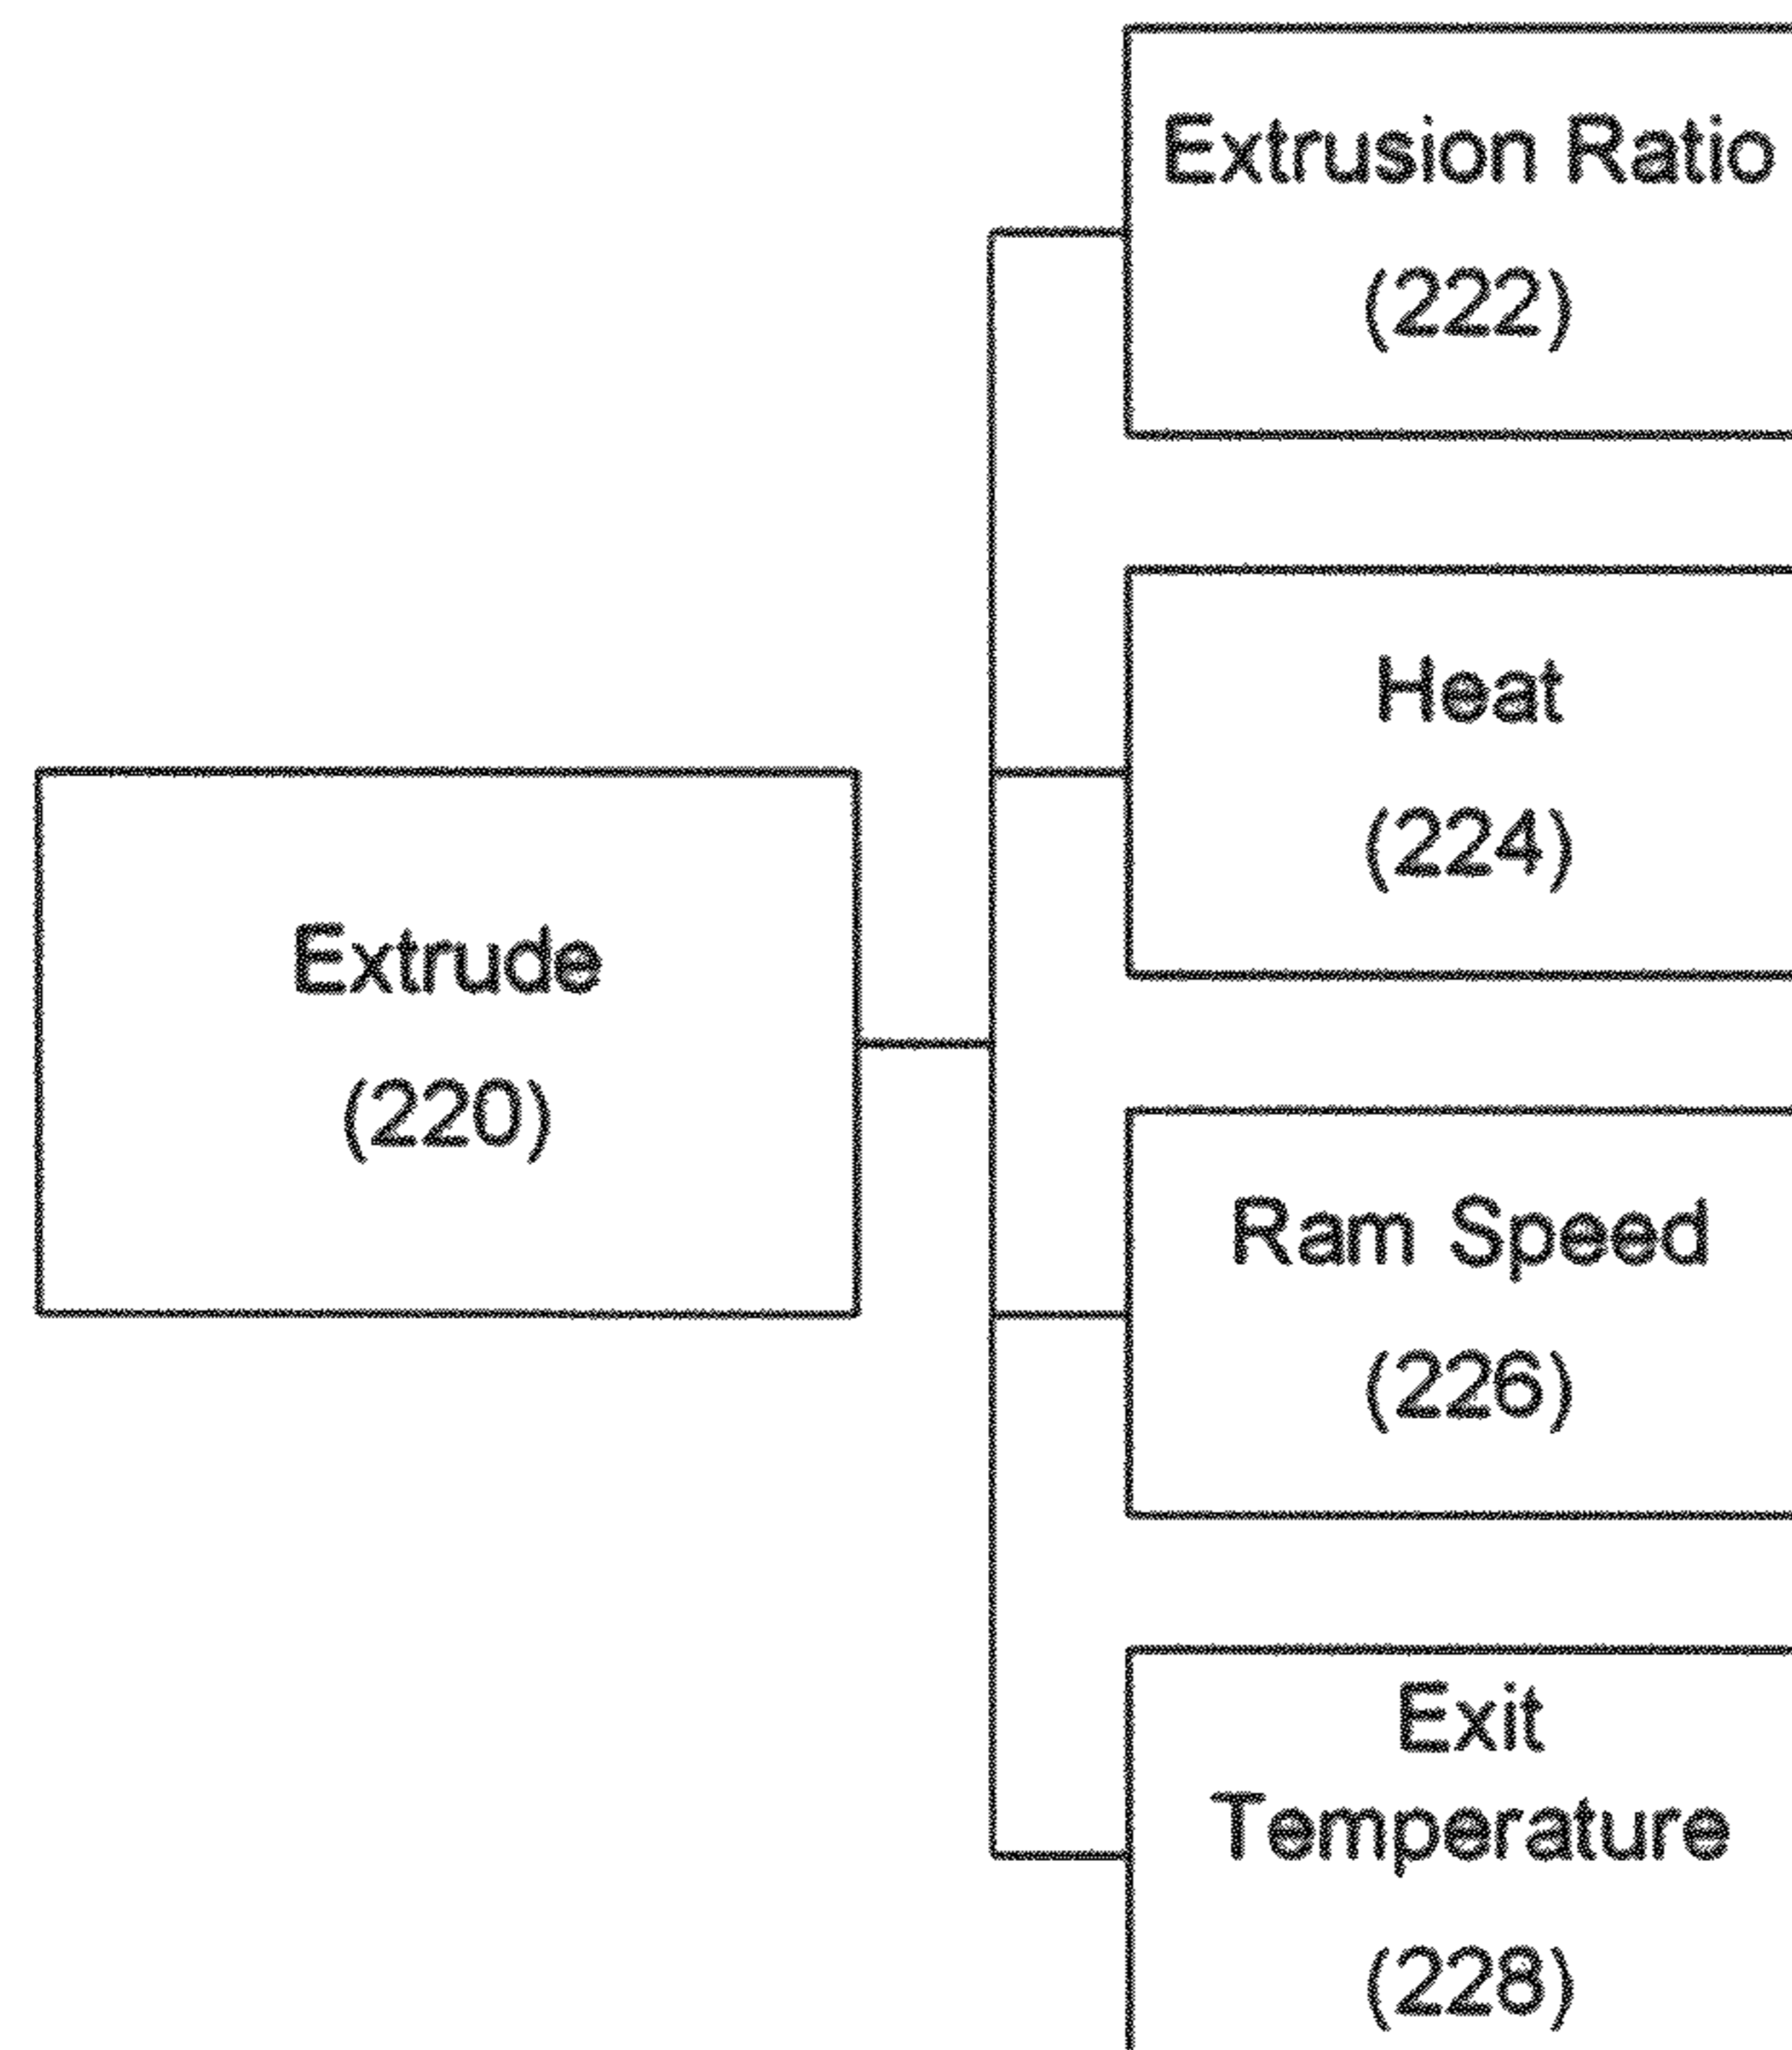 Extrusion Ratio
(222)
Heat
(224)
Extrude
(220)
Ram Speed
(226)
Exit
Temperature
(228)